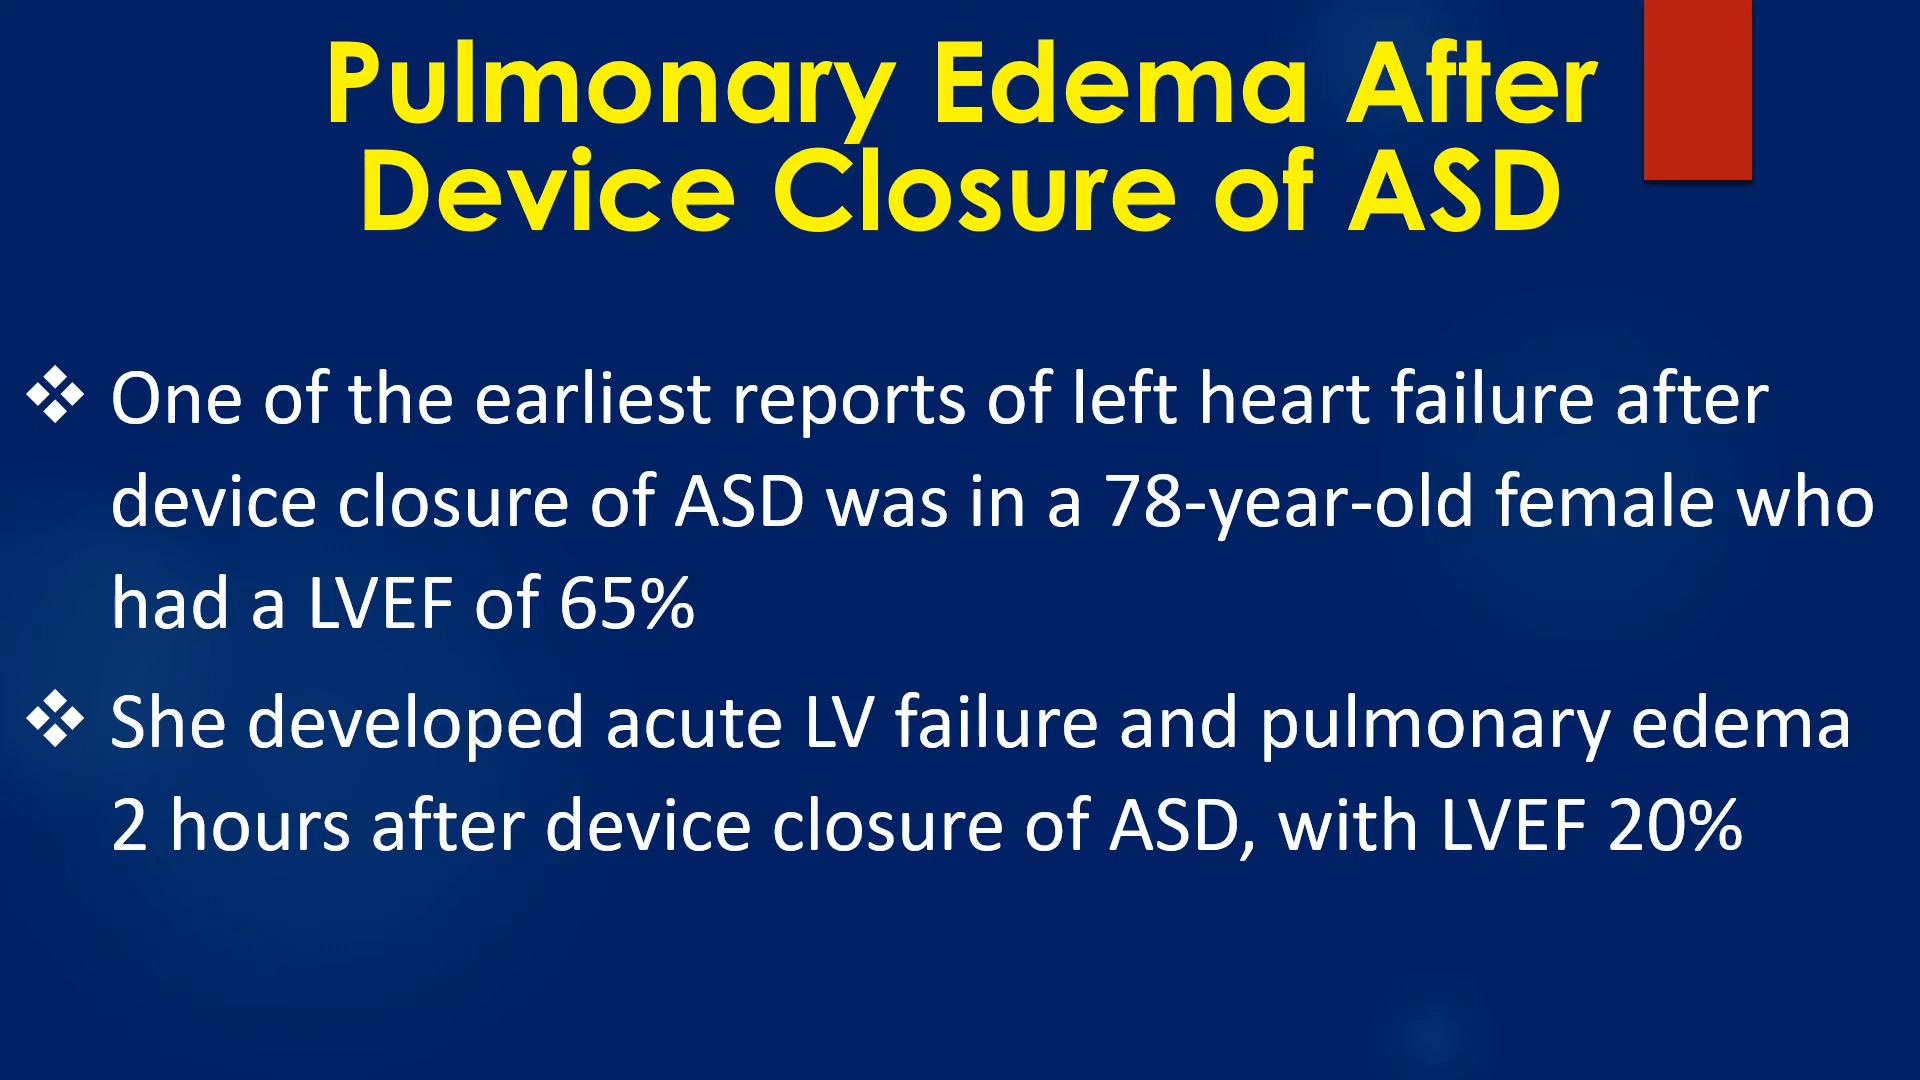 Pulmonary Edema After
Device Closure of ASD
❖ One of the earliest reports of left heart failure after
device closure of ASD was in a 78-year-old female who
had a LVEF of 65%
❖ She developed acute LV failure and pulmonary edema
2 hours after device closure of ASD, with LVEF 20%